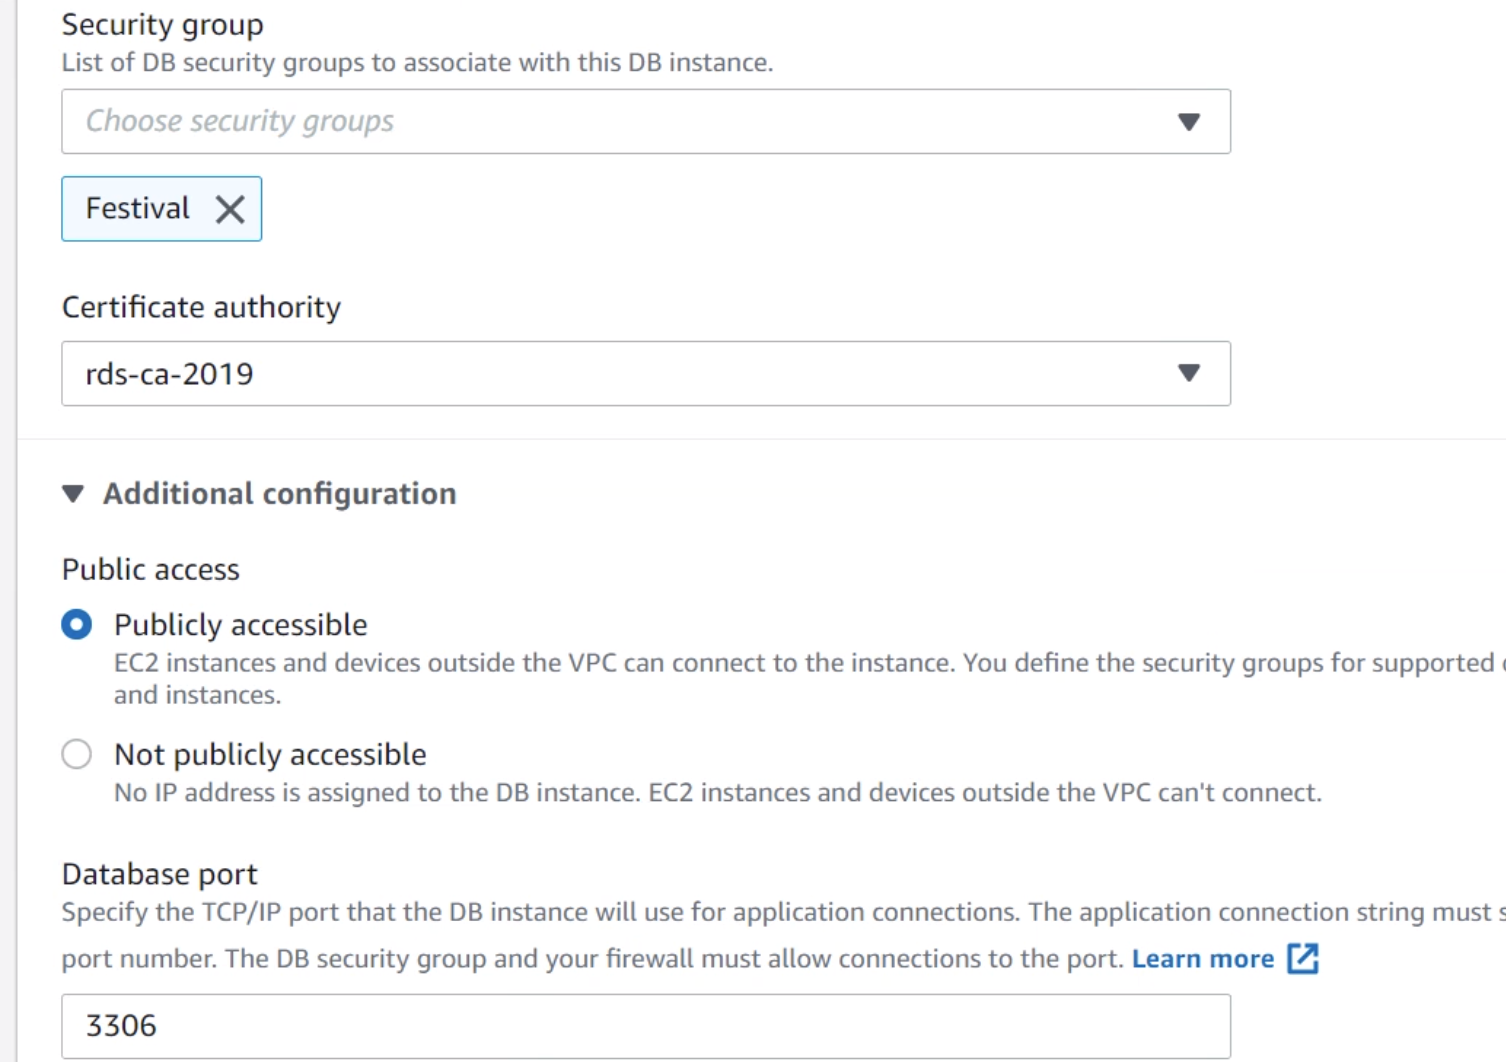 Security group
List of DB security groups to associate with this DB instance.
Choose security groups
Festival
Certificate authority
rds-ca-2019
Additional configuration
Public access
Publicly accessible
EC2 instances and devices outside the VPC can connect to the instance. You define the security groups for supported
and instances.
Not publicly accessible
No IP address is assigned to the DB instance. EC2 instances and devices outside the VPC can't connect.
Database port
Specify the TCP/IP port that the DB instance will use for application connections. The application connection string must
port number. The DB security group and your firewall must allow connections to the port. Learn more
3306